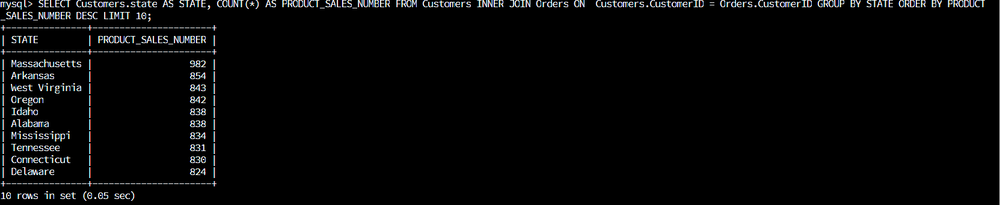 mysql> SELECT Customers.state AS STATE, COUNT(*) AS PRODUCT_SALES_NUMBER FROM Customers INNER JOIN Orders ON  Customers.CustomerID = Orders.CustomerID GROUP BY STATE ORDER BY PRODUCT
_SALES_NUMBER DESC LIMIT 10;
+---------------+----------------------+
| STATE         | PRODUCT_SALES_NUMBER |
+---------------+----------------------+
| Massachusetts |                  982 |
| Arkansas      |                  854 |
| West Virginia |                  843 |
| Oregon        |                  842 |
| Idaho         |                  838 |
| Alabama       |                  838 |
| Mississippi   |                  834 |
| Tennessee     |                  831 |
| Connecticut   |                  830 |
| Delaware      |                  824 |
+---------------+----------------------+
10 rows in set (0.05 sec)